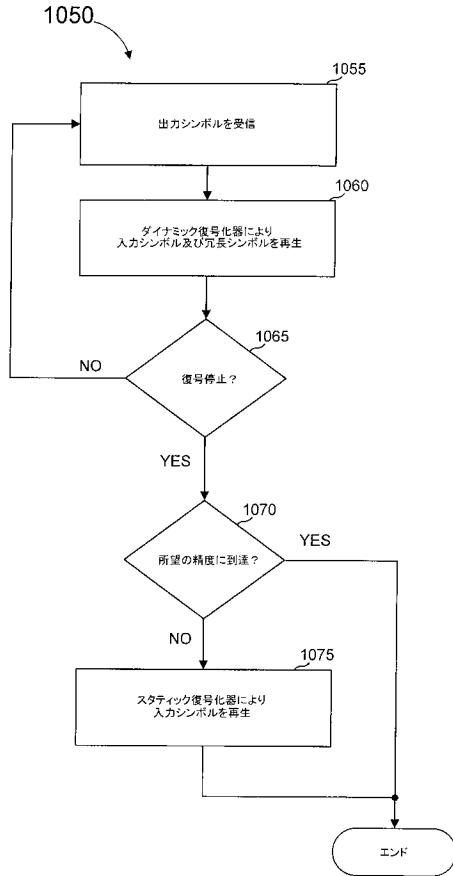 1050
1055
出力シンボルを受信
1060
ダイナミック復号化器により
入力シンボル及び冗長シンボルを再生
1065
復号停止？
NO
YES
1070
所望の精度に到達？
YES
NO
1075
スタティック復号化器により
入力シンボルを再生
エンド